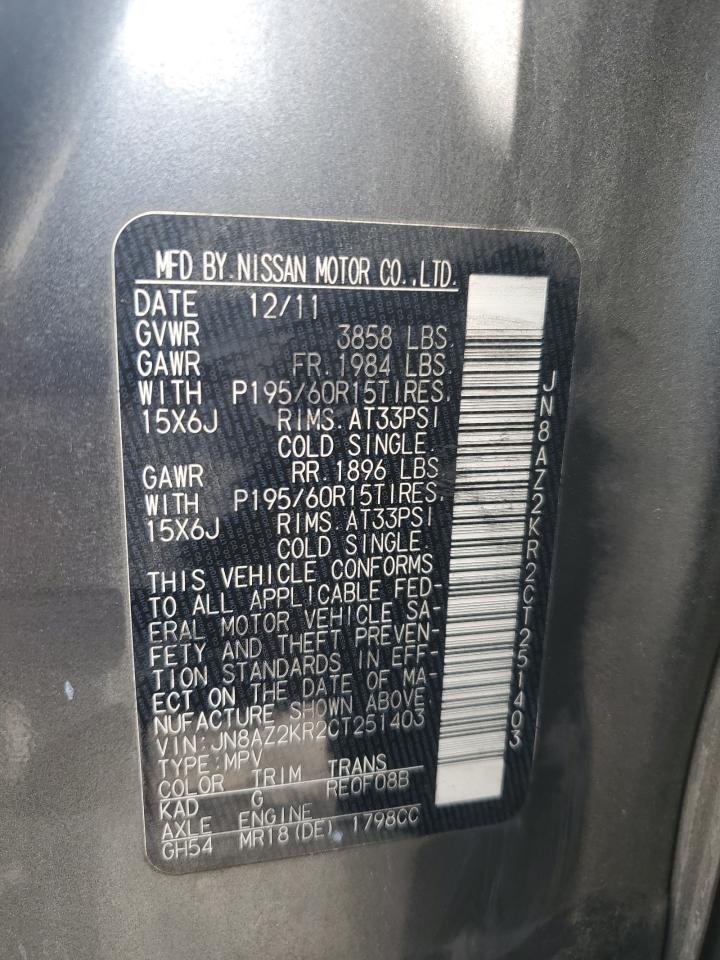 MFD BY.NISSAN MOTOR CO.,LTD.
DATE 12/11
GVWR 3858 LBS.
GAWR FR.1984 LBS.
WITH P195/60R15TIRES.
15X6J RIMS.AT33PSI
COLD SINGLE.
GAWR RR.1896 LBS
WITH P195/60R15TIRES.
15X6J RIMS.AT33PSI
COLD SINGLE
THIS VEHICLE CONFORMS
TO ALL APPLICABLE FED-
ERAL MOTOR VEHICLE SA-
FETY AND THEFT PREVEN-
TION STANDARDS IN EFF-
ECT ON THE DATE OF MA-
NUFACTURE SHOWN ABOVE
VIN:JN8AZ2KR2CT251403
TYPE:MPV
COLOR TRIM TRANS
KAD G RE0F08B
AXLE ENGINE
GH54 MR18(DE) 1798CC
JN8AZ2KR2CT251403